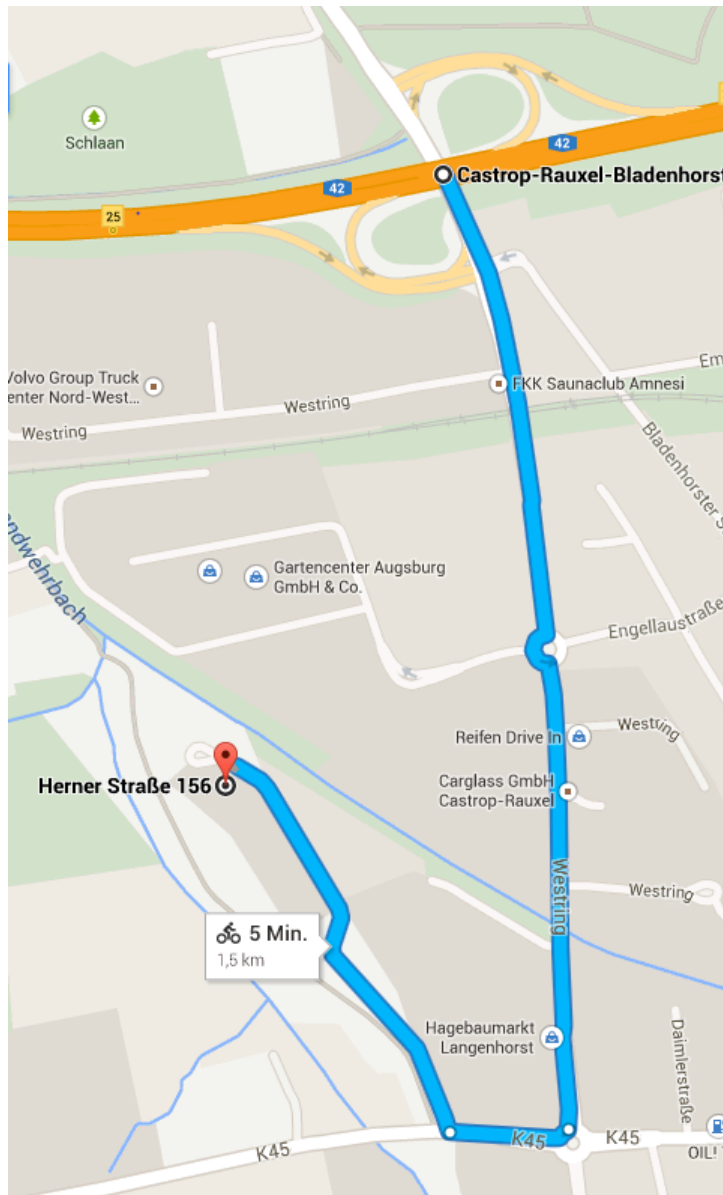 Schlaan
42
42
Castrop-Rauxel-Bladenhorst
25
Volvo Group Truck
enter Nord-West...
FKK Saunaclub Amnesi
Em
Westring
Westring
Bladenhorster S
andwehrbach
Gartencenter Augsburg
GmbH & Co.
Engellaustraße
Reifen Drive In
Westring
Herner Straße 156
Carglass GmbH
Castrop-Rauxel
Westring
Westring
5 Min.
1,5 km
Hagebaumarkt
Langenhorst
Daimlerstraße
K45
K45
K45
OIL!